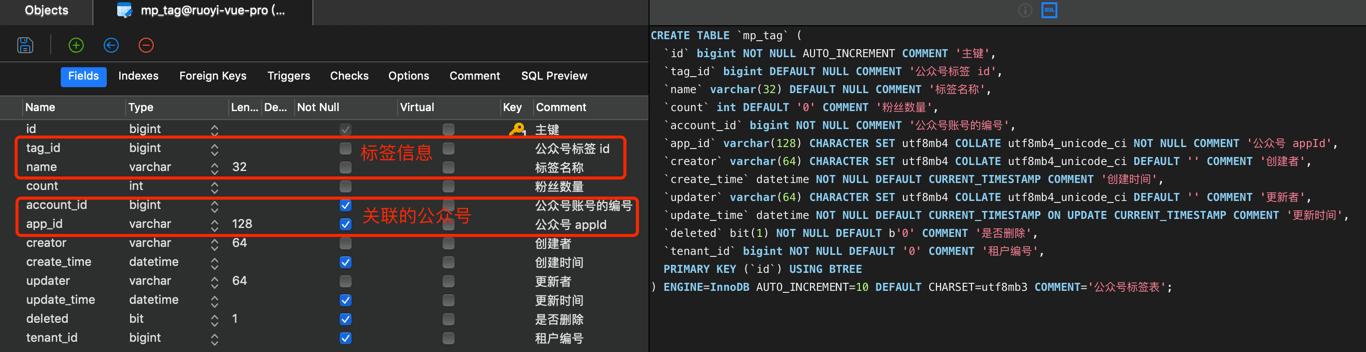 Objects
mp_tag@ruoyi-vue-pro (...
Fields Indexes Foreign Keys Triggers Checks Options Comment SQL Preview
Name Type Len... De... Not Null Virtual Key Comment
id bigint 主键
tag_id bigint 公众号标签 id
标签信息
name varchar 32 标签名称
count int 粉丝数量
account_id bigint 公众号账号的编号
关联的公众号
app_id varchar 128 公众号 appId
creator varchar 64 创建者
create_time datetime 创建时间
updater varchar 64 更新者
update_time datetime 更新时间
deleted bit 1 是否删除
tenant_id bigint 租户编号
CREATE TABLE `mp_tag` (
`id` bigint NOT NULL AUTO_INCREMENT COMMENT '主键',
`tag_id` bigint DEFAULT NULL COMMENT '公众号标签 id',
`name` varchar(32) DEFAULT NULL COMMENT '标签名称',
`count` int DEFAULT '0' COMMENT '粉丝数量',
`account_id` bigint NOT NULL COMMENT '公众号账号的编号',
`app_id` varchar(128) CHARACTER SET utf8mb4 COLLATE utf8mb4_unicode_ci NOT NULL COMMENT '公众号 appId',
`creator` varchar(64) CHARACTER SET utf8mb4 COLLATE utf8mb4_unicode_ci DEFAULT '' COMMENT '创建者',
`create_time` datetime NOT NULL DEFAULT CURRENT_TIMESTAMP COMMENT '创建时间',
`updater` varchar(64) CHARACTER SET utf8mb4 COLLATE utf8mb4_unicode_ci DEFAULT '' COMMENT '更新者',
`update_time` datetime NOT NULL DEFAULT CURRENT_TIMESTAMP ON UPDATE CURRENT_TIMESTAMP COMMENT '更新时间',
`deleted` bit(1) NOT NULL DEFAULT b'0' COMMENT '是否删除',
`tenant_id` bigint NOT NULL DEFAULT '0' COMMENT '租户编号',
PRIMARY KEY (`id`) USING BTREE
) ENGINE=InnoDB AUTO_INCREMENT=10 DEFAULT CHARSET=utf8mb3 COMMENT='公众号标签表';